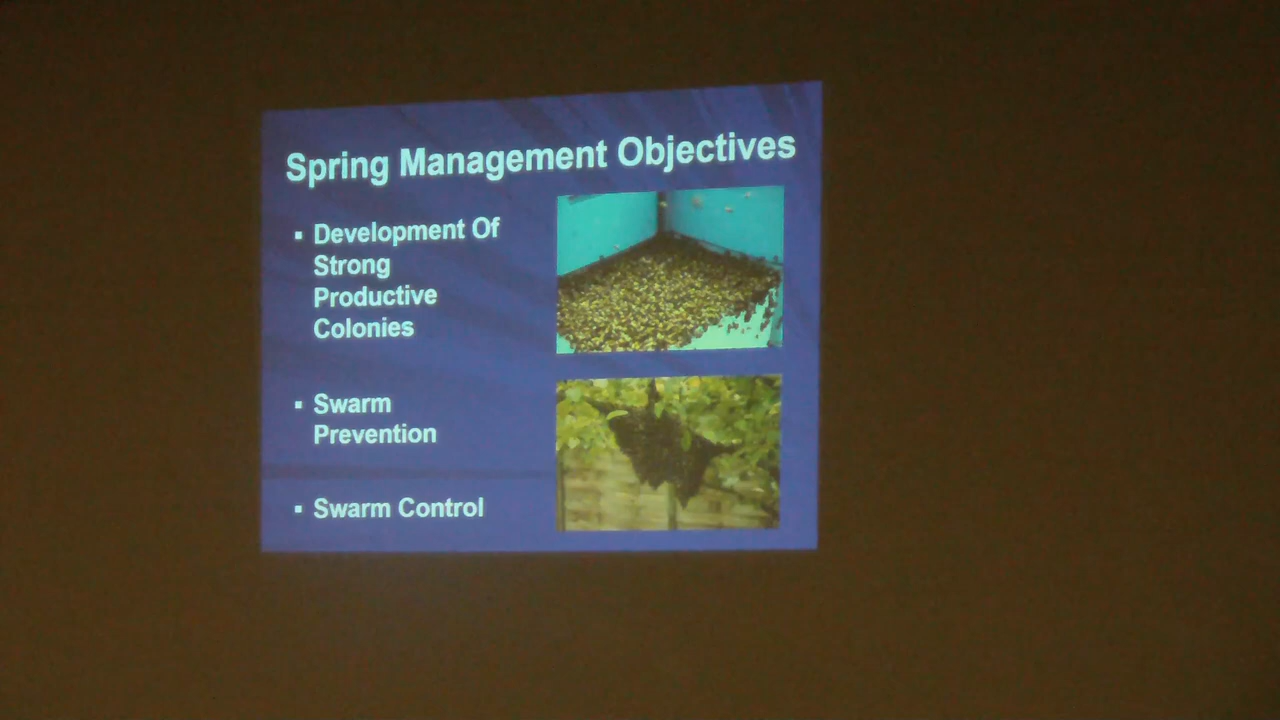 Spring Management Objectives
▪ Development Of
Strong
Productive
Colonies
▪ Swarm
Prevention
▪ Swarm Control